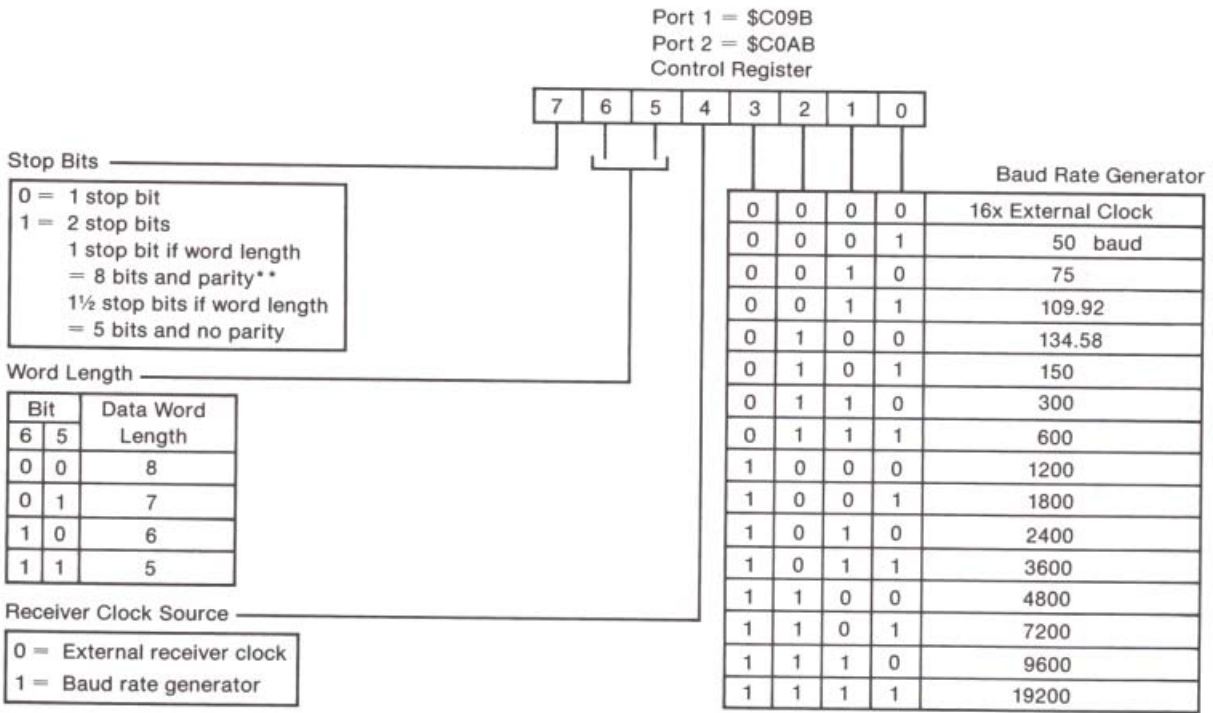 Port 1 = $C09B
Port 2 = $C0AB
Control Register
7 6 5 4 3 2 1 0
Stop Bits
0 = 1 stop bit
1 = 2 stop bits
1 stop bit if word length
= 8 bits and parity**
1½ stop bits if word length
= 5 bits and no parity
Word Length
Bit Data Word
6 5 Length
0 0 8
0 1 7
1 0 6
1 1 5
Receiver Clock Source
0 = External receiver clock
1 = Baud rate generator
Baud Rate Generator
0 0 0 0 16x External Clock
0 0 0 1 50 baud
0 0 1 0 75
0 0 1 1 109.92
0 1 0 0 134.58
0 1 0 1 150
0 1 1 0 300
0 1 1 1 600
1 0 0 0 1200
1 0 0 1 1800
1 0 1 0 2400
1 0 1 1 3600
1 1 0 0 4800
1 1 0 1 7200
1 1 1 0 9600
1 1 1 1 19200